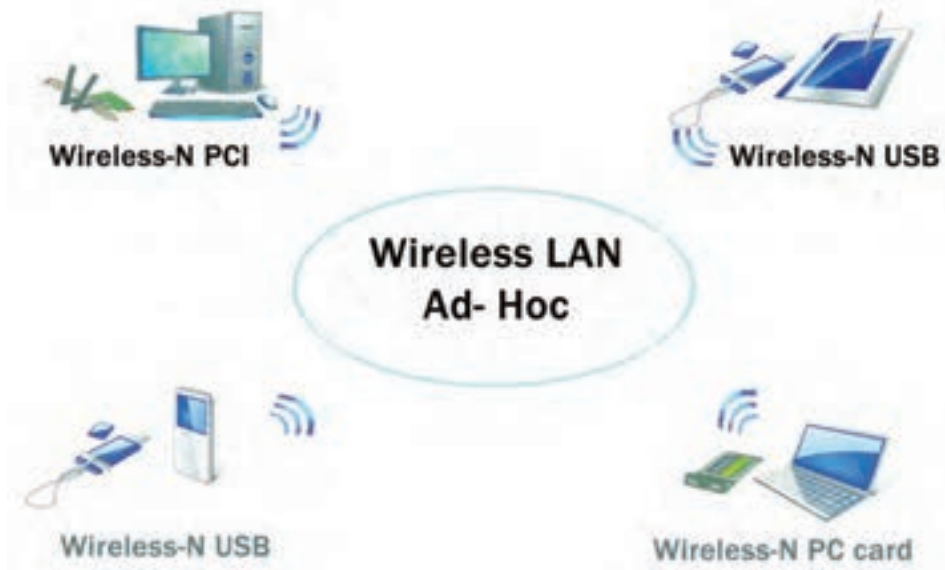 Wireless-N PCI
Wireless-N USB
Wireless LAN
Ad- Hoc
Wireless-N USB
Wireless-N PC card